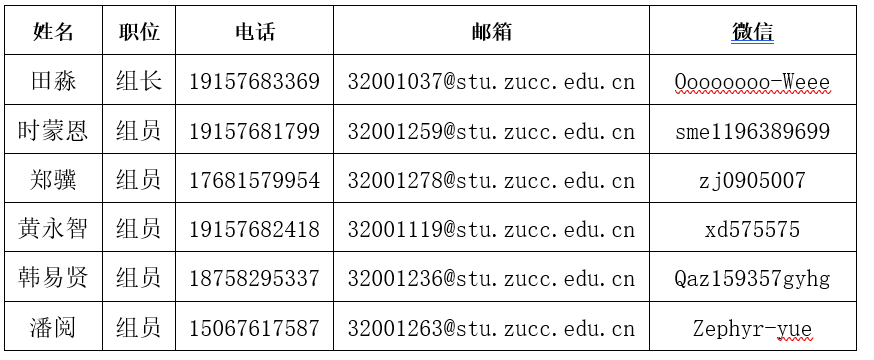 姓名 职位 电话 邮箱 微信
田淼 组长 19157683369 32001037@stu.zucc.edu.cn Ooooooooo-Weee
时蒙恩 组员 19157681799 32001259@stu.zucc.edu.cn sme1196389699
郑骥 组员 17681579954 32001278@stu.zucc.edu.cn zj0905007
黄永智 组员 19157682418 32001119@stu.zucc.edu.cn xd575575
韩易贤 组员 18758295337 32001236@stu.zucc.edu.cn Qaz159357gyhg
潘阅 组员 15067617587 32001263@stu.zucc.edu.cn Zephyr-yue